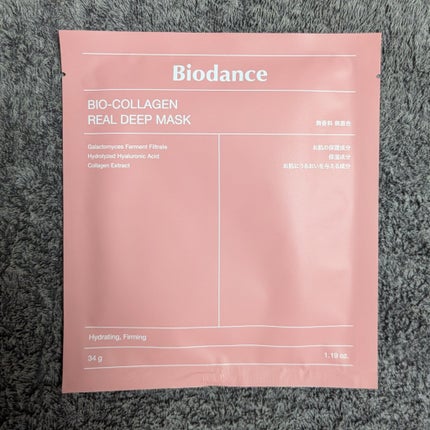 Biodance
BIO-COLLAGEN
REAL DEEP MASK
無香料 無着色
Galactomyces Ferment Filtrate
お肌の保護成分
Hydrolyzed Hyaluronic Acid
保湿成分
Collagen Extract
お肌にうるおいを与える成分
Hydrating, Firming
34 g
1.19 oz.